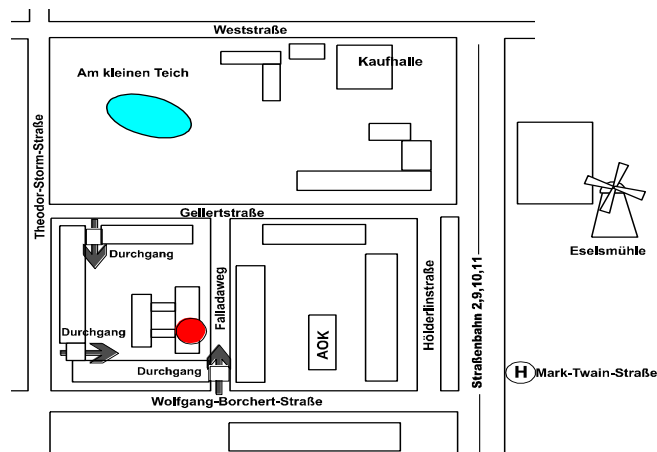 Weststraße
Kaufhalle
Am kleinen Teich
Theodor-Storm-Straße
Gellertstraße
Eselsmühle
Durchgang
Falladaweg
Hölderlinstraße
Straßenbahn 2,9,10,11
Durchgang
AOK
Durchgang
H Mark-Twain-Straße
Wolfgang-Borchert-Straße